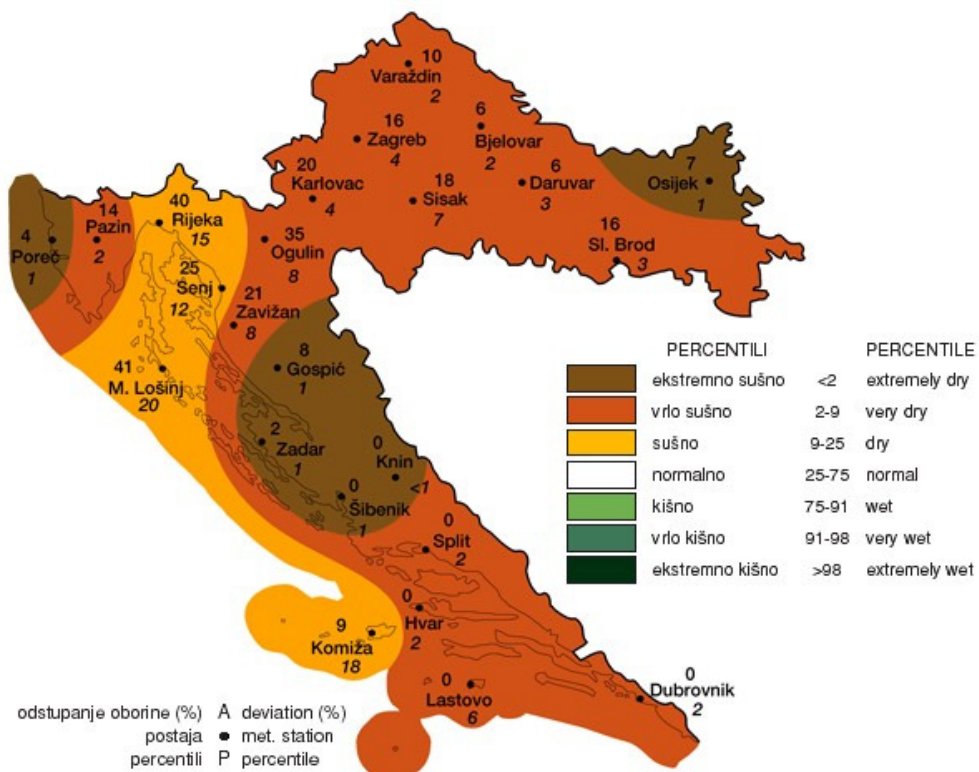 10
Varaždin
2
6
Bjelovar
2
16
Zagreb
4
20
Karlovac
4
18
Sisak
7
6
Daruvar
3
7
Osijek
1
16
Sl. Brod
3
40
Rijeka
15
14
Pazin
2
4
Poreč
1
35
Ogulin
8
25
Senj
12
21
Zavižan
8
41
M. Lošinj
20
8
Gospić
1
2
Zadar
1
0
Knin
<1
0
Šibenik
1
0
Split
2
0
Hvar
2
9
Komiža
18
0
Lastovo
6
0
Dubrovnik
2
PERCENTILI PERCENTILE
ekstremno sušno <2 extremely dry
vrlo sušno 2-9 very dry
sušno 9-25 dry
normalno 25-75 normal
kišno 75-91 wet
vrlo kišno 91-98 very wet
ekstremno kišno >98 extremely wet
odstupanje oborine (%) A deviation (%)
postaja met. station
percentili P percentile